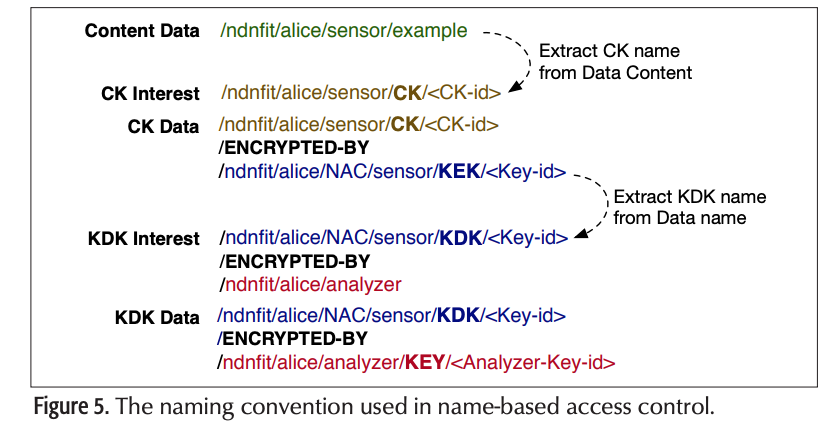 Content Data /ndnfit/alice/sensor/example
Extract CK name
from Data Content
CK Interest /ndnfit/alice/sensor/CK/<CK-id>
CK Data /ndnfit/alice/sensor/CK/<CK-id>
/ENCRYPTED-BY
/ndnfit/alice/NAC/sensor/KEK/<Key-id>
Extract KDK name
from Data name
KDK Interest /ndnfit/alice/NAC/sensor/KDK/<Key-id>
/ENCRYPTED-BY
/ndnfit/alice/analyzer
KDK Data /ndnfit/alice/NAC/sensor/KDK/<Key-id>
/ENCRYPTED-BY
/ndnfit/alice/analyzer/KEY/<Analyzer-Key-id>
Figure 5. The naming convention used in name-based access control.